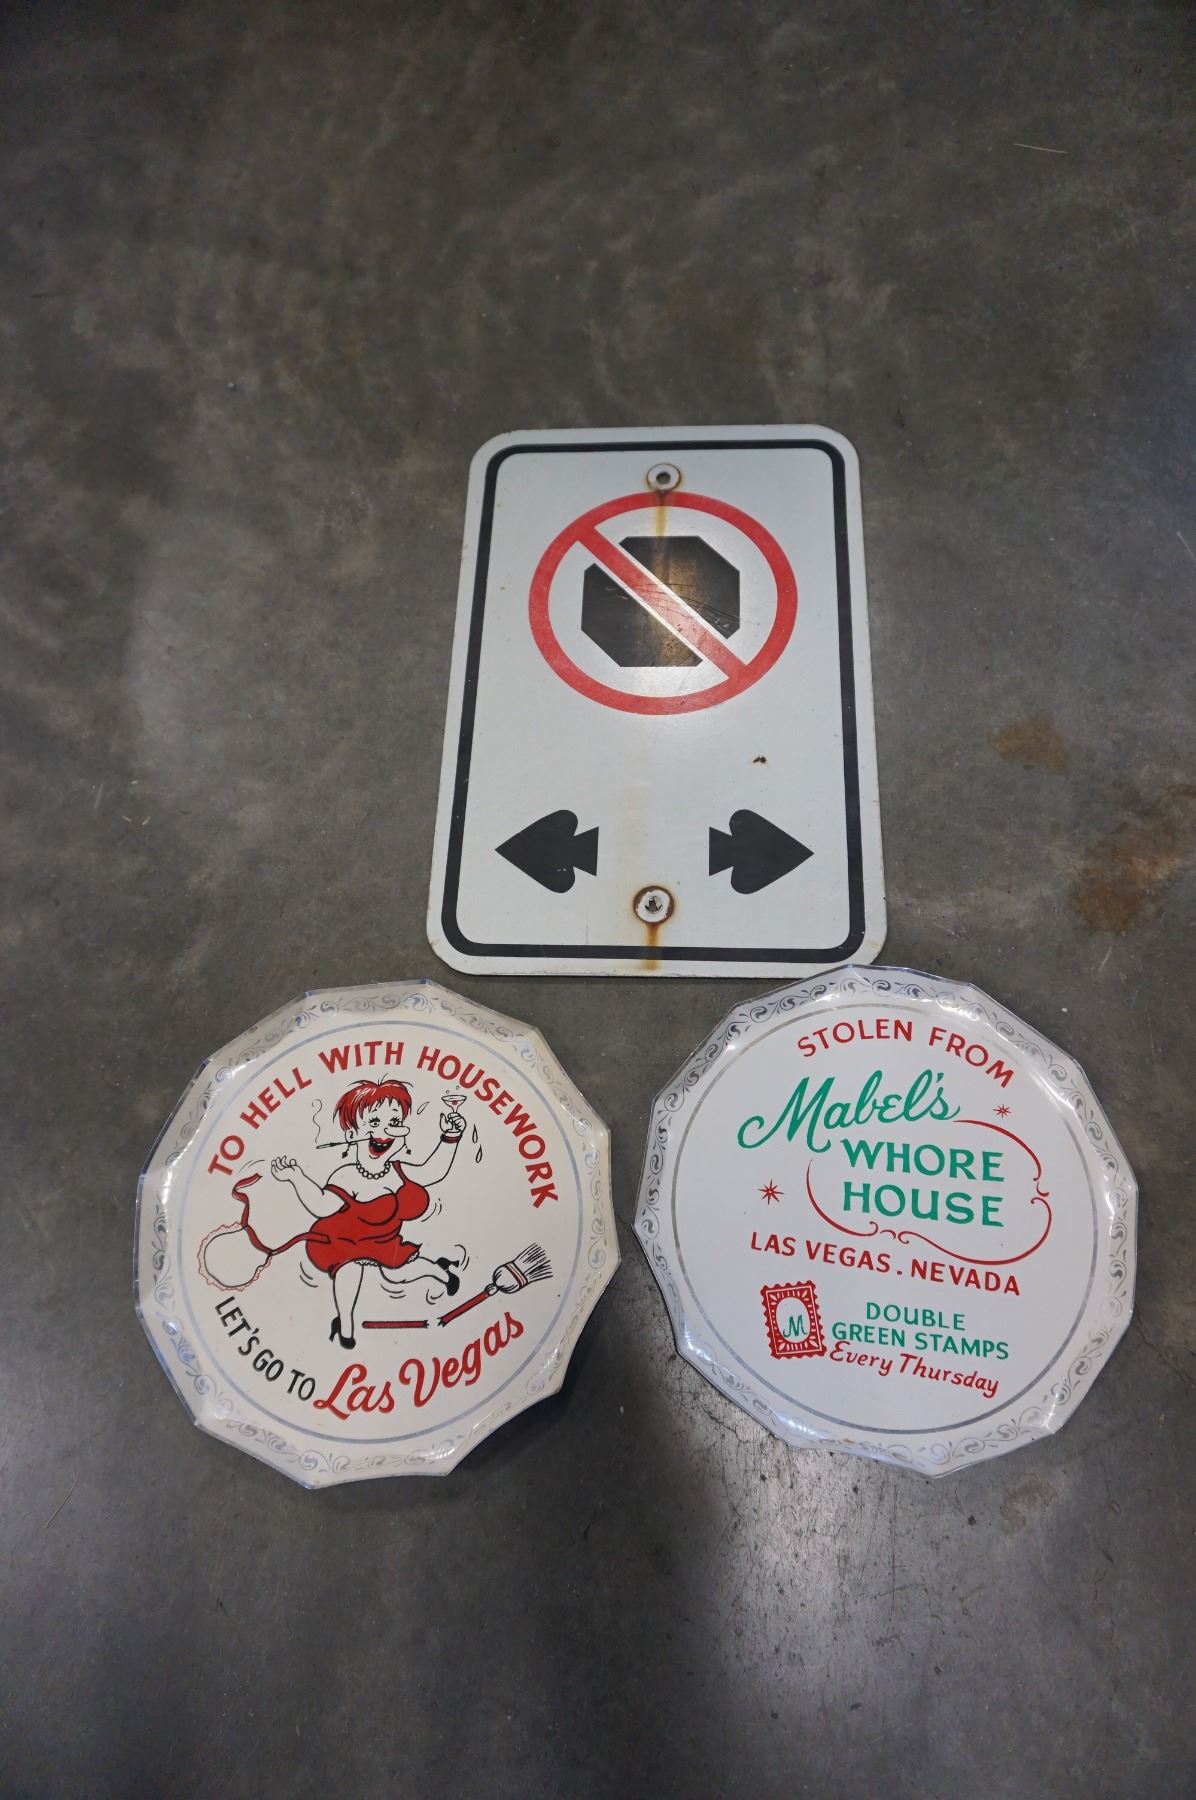 TO HELL WITH HOUSEWORK
LET'S GO TO Las Vegas
STOLEN FROM
Mabel's
WHORE
HOUSE
LAS VEGAS. NEVADA
M
DOUBLE
GREEN STAMPS
Every Thursday